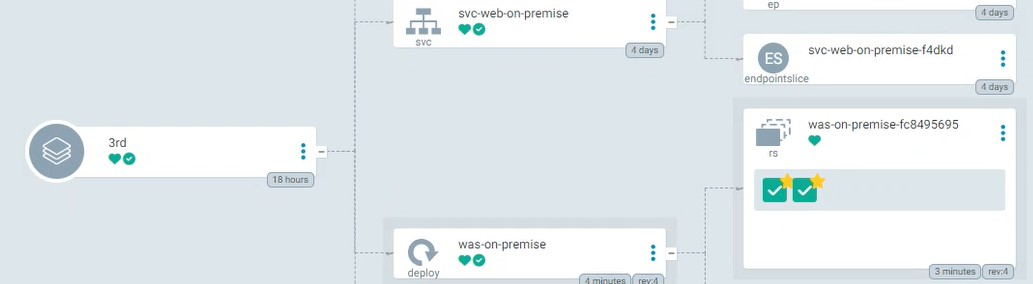 svc-web-on-premise
svc
4 days
ep
4 days
ES
svc-web-on-premise-f4dkd
endpointslice
4 days
3rd
18 hours
was-on-premise-fc8495695
rs
3 minutes
rev:4
was-on-premise
deploy
4 minutes
rev:4